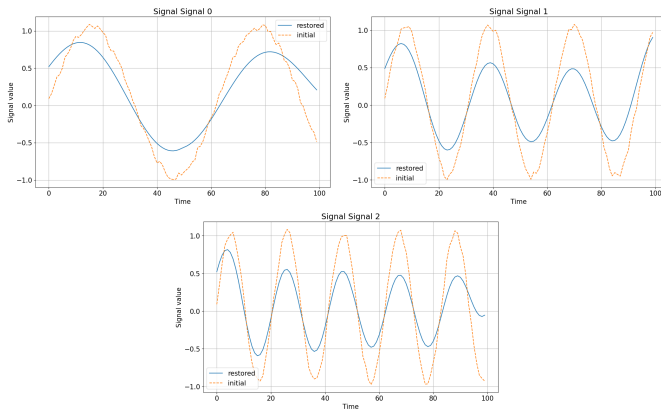 Signal Signal 0
1.0
0.5
0.0
−0.5
−1.0
Signal value
0 20 40 60 80 100
Time
restored
initial
Signal Signal 1
1.0
0.5
0.0
−0.5
−1.0
Signal value
0 20 40 60 80 100
Time
restored
initial
Signal Signal 2
1.0
0.5
0.0
−0.5
−1.0
Signal value
0 20 40 60 80 100
Time
restored
initial